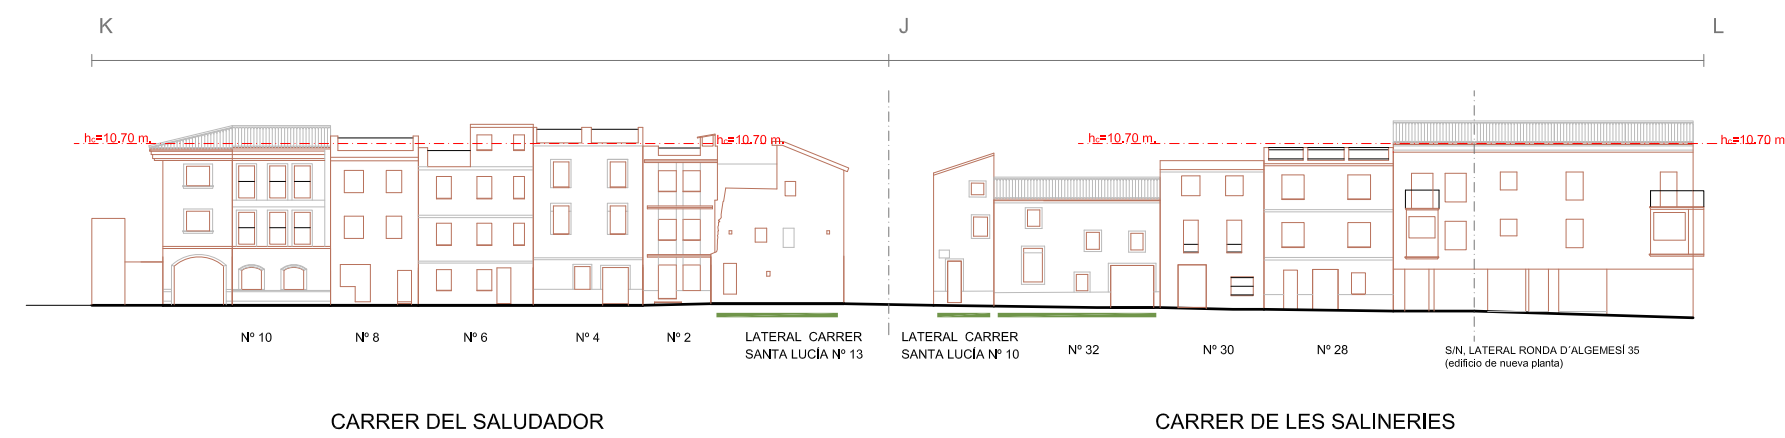 K
J
L
hc=10.70 m.
hc=10.70 m.
hc=10.70 m.
hc=10.70 m
Nº 10
Nº 8
Nº 6
Nº 4
Nº 2
LATERAL CARRER
SANTA LUCÍA Nº 13
LATERAL CARRER
SANTA LUCÍA Nº 10
Nº 32
Nº 30
Nº 28
S/N, LATERAL RONDA D´ALGEMESÍ 35
(edificio de nueva planta)
CARRER DEL SALUDADOR
CARRER DE LES SALINERIES